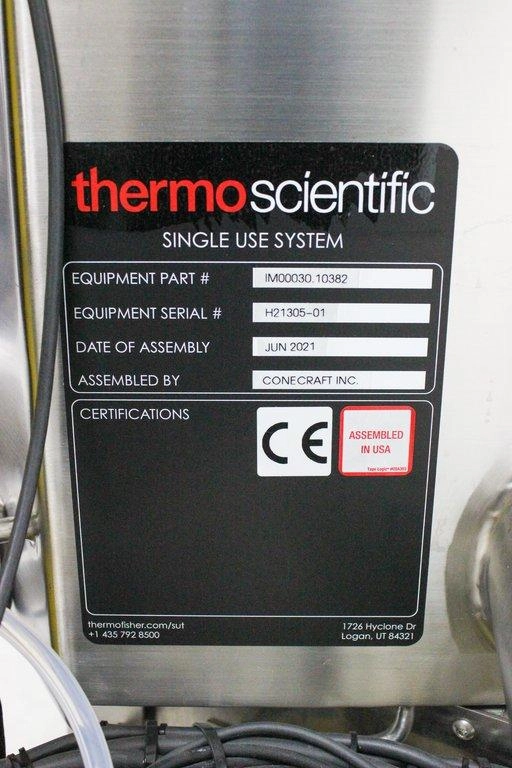 thermo scientific
SINGLE USE SYSTEM
EQUIPMENT PART # IM00030.10382
EQUIPMENT SERIAL # H21305-01
DATE OF ASSEMBLY JUN 2021
ASSEMBLED BY CONECRAFT INC.
CERTIFICATIONS
CE
ASSEMBLED
IN USA
thermofisher.com/sut
+1 435 792 8500
1726 Hyclone Dr
Logan, UT 84321